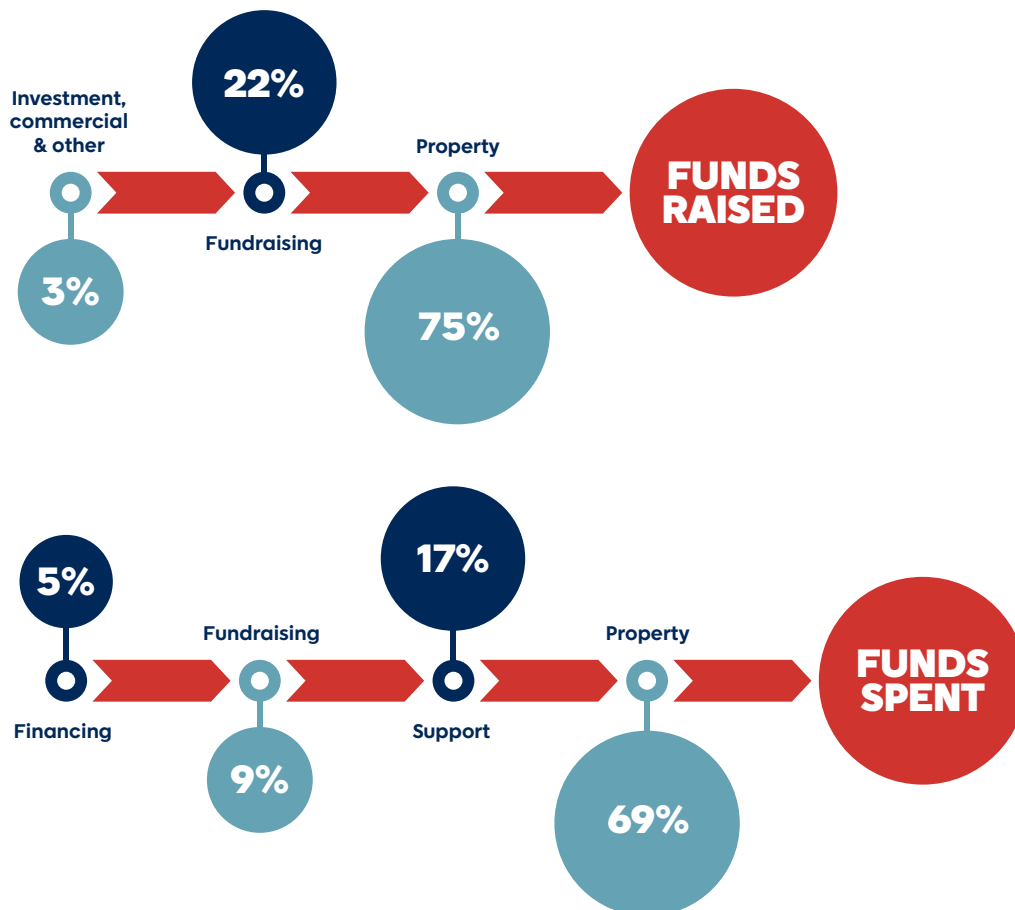 22%
Investment,
commercial
& other
Property
FUNDS
RAISED
Fundraising
3%
75%
5%
17%
Fundraising
Property
FUNDS
SPENT
Financing
Support
9%
69%